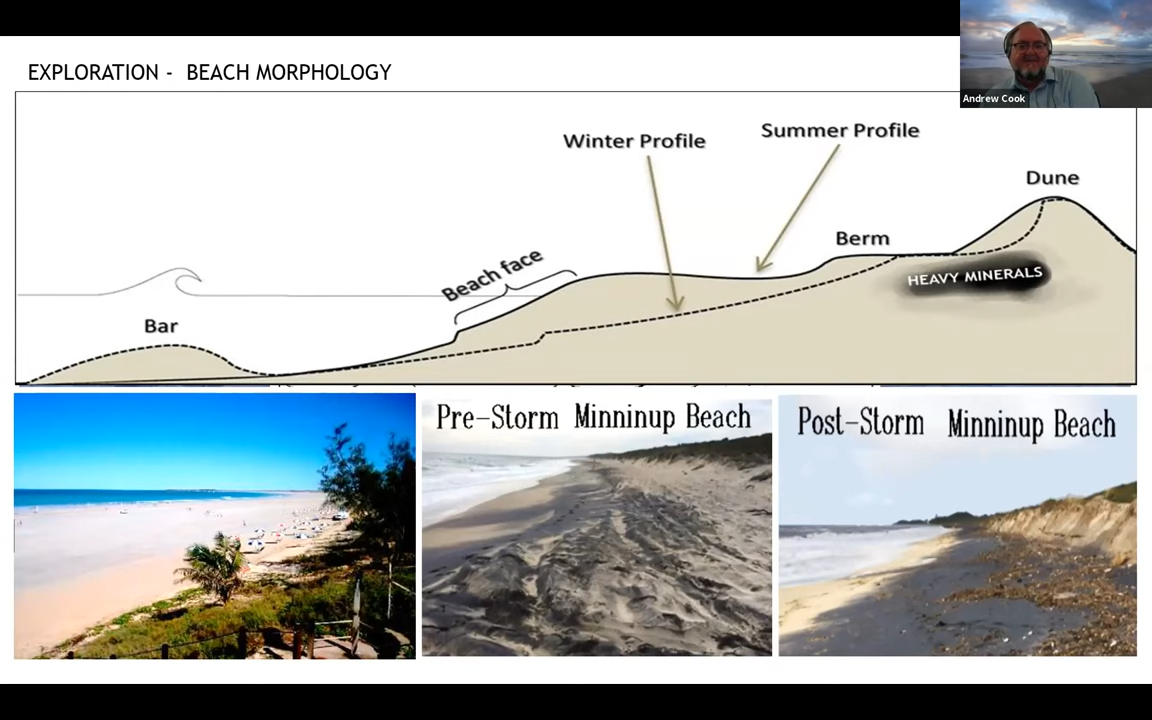 EXPLORATION - BEACH MORPHOLOGY
Andrew Cook
Winter Profile
Summer Profile
Dune
Berm
Beach face
HEAVY MINERALS
Bar
Pre-Storm Minninup Beach
Post-Storm Minninup Beach